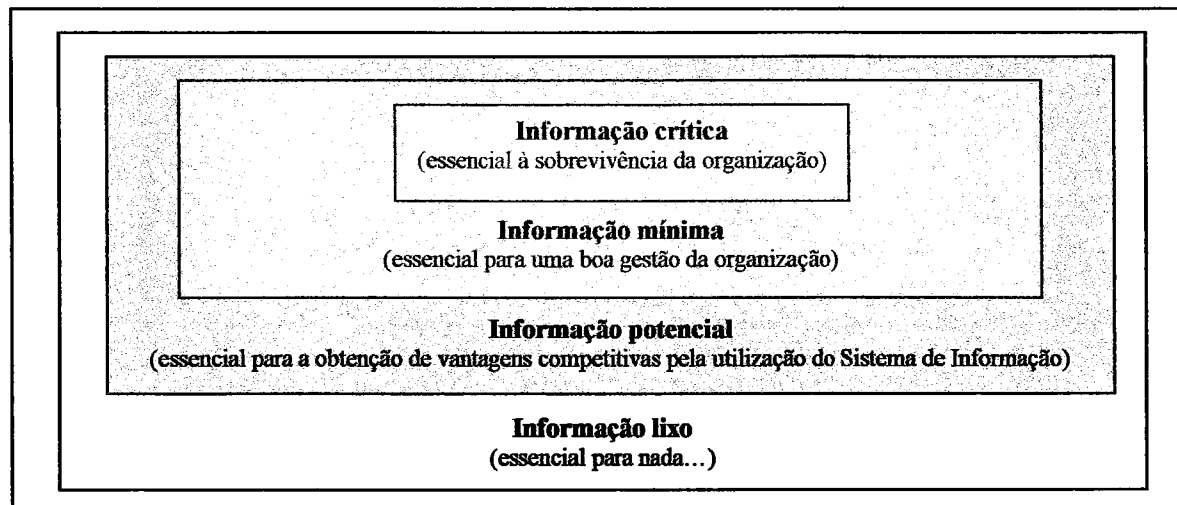 Informação crítica
(essencial à sobrevivência da organização)
Informação mínima
(essencial para uma boa gestão da organização)
Informação potencial
(essencial para a obtenção de vantagens competitivas pela utilização do Sistema de Informação)
Informação lixo
(essencial para nada…)